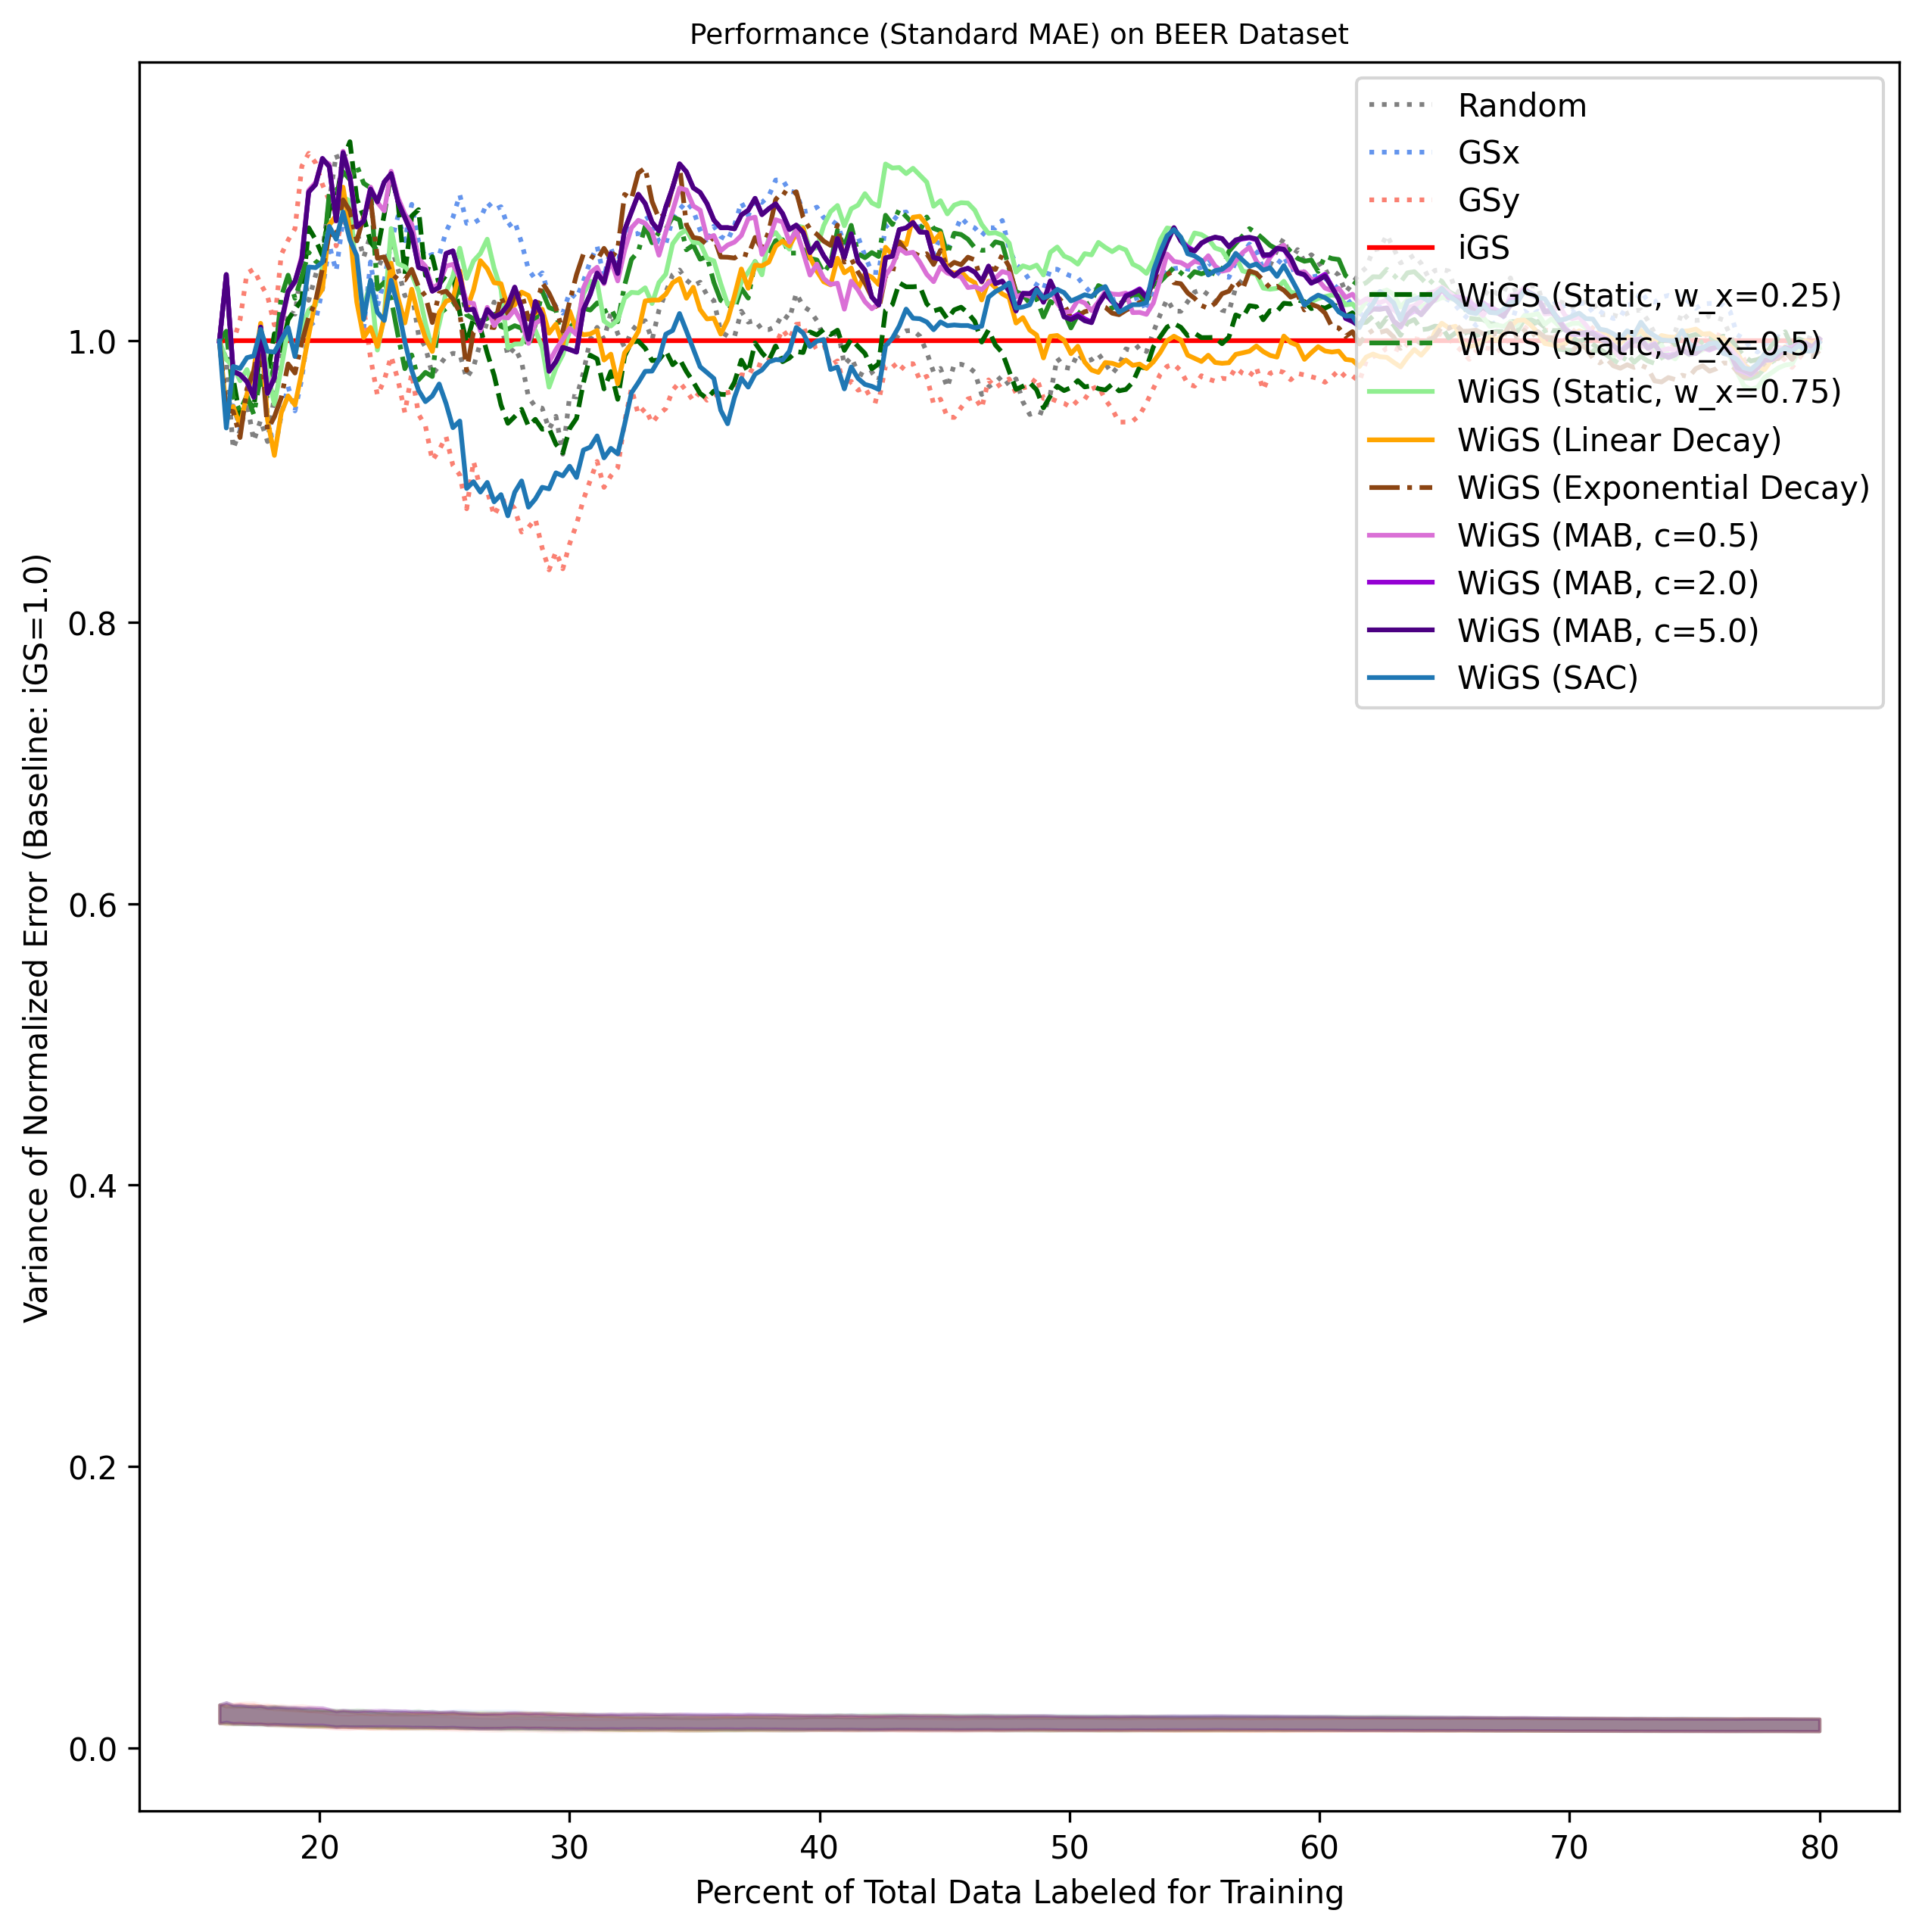 Performance (Standard MAE) on BEER Dataset
Variance of Normalized Error (Baseline: iGS=1.0)
1.0
0.8
0.6
0.4
0.2
0.0
Random
GSx
GSy
iGS
WiGS (Static, w_x=0.25)
WiGS (Static, w_x=0.5)
WiGS (Static, w_x=0.75)
WiGS (Linear Decay)
WiGS (Exponential Decay)
WiGS (MAB, c=0.5)
WiGS (MAB, c=2.0)
WiGS (MAB, c=5.0)
WiGS (SAC)
20 30 40 50 60 70 80
Percent of Total Data Labeled for Training